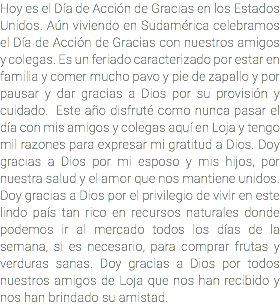 Hoy es el Día de Acción de Gracias en los Estados
Unidos. Aún viviendo en Sudamérica celebramos
el Día de Acción de Gracias con nuestros amigos
y colegas. Es un feriado caracterizado por estar en
familia y comer mucho pavo y pie de zapallo y por
pausar y dar gracias a Dios por su provisión y
cuidado. Este año disfruté como nunca pasar el
día con mis amigos y colegas aquí en Loja y tengo
mil razones para expresar mi gratitud a Dios. Doy
gracias a Dios por mi esposo y mis hijos, por
nuestra salud y el amor que nos mantiene unidos.
Doy gracias a Dios por el privilegio de vivir en este
lindo país tan rico en recursos naturales donde
podemos ir al mercado todos los días de la
semana, si es necesario, para comprar frutas y
verduras sanas. Doy gracias a Dios por todos
nuestros amigos de Loja que nos han recibido y
nos han brindado su amistad.